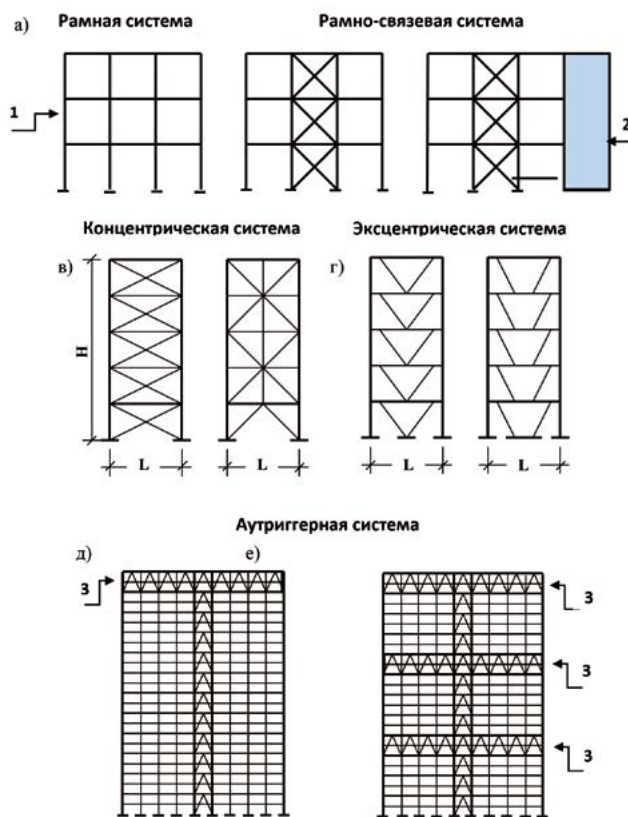 Рамная система
Рамно-связевая система
а)
1
2
Концентрическая система
Эксцентрическая система
в)
г)
H
L
L
L
L
Аутриггерная система
д)
е)
3
3
3
3